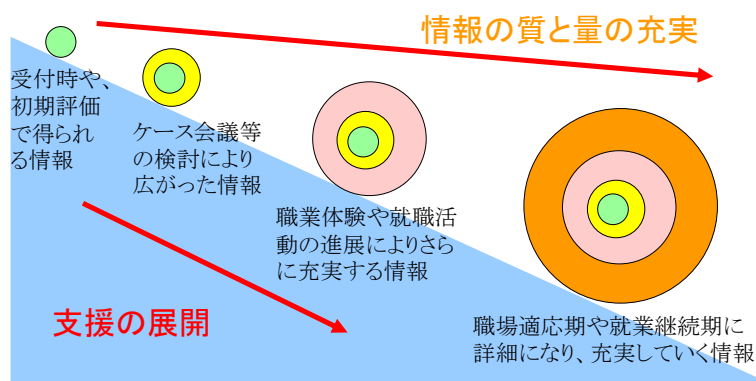 情報の質と量の充実
受付時や、
初期評価
で得られ
る情報
ケース会議等
の検討により
広がった情報
職業体験や就職活
動の進展によりさら
に充実する情報
職場適応期や就業継続期に
詳細になり、充実していく情報
支援の展開